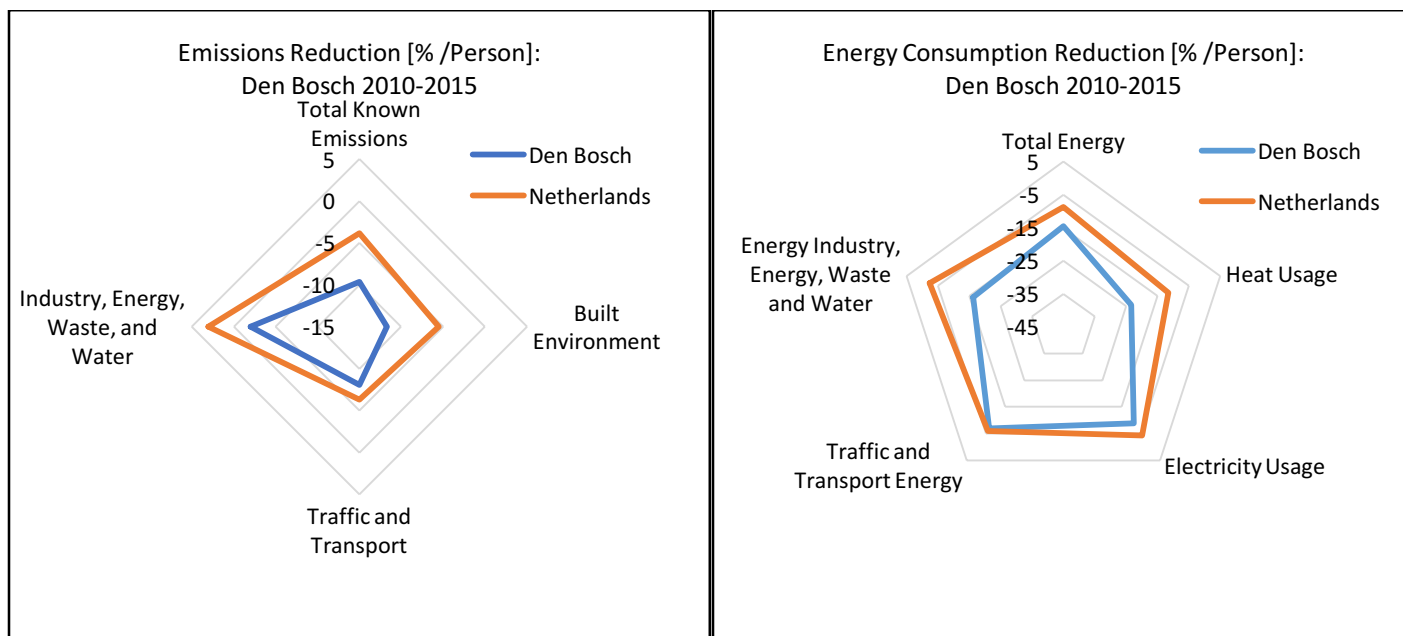 Emissions Reduction [% /Person]:
Den Bosch 2010-2015
Total Known
Emissions
5
0
-5
-10
-15
Den Bosch
Netherlands
Industry, Energy,
Waste, and
Water
Built
Environment
Traffic and
Transport
Energy Consumption Reduction [% /Person]:
Den Bosch 2010-2015
Total Energy
5
-5
-15
-25
-35
-45
Den Bosch
Netherlands
Energy Industry,
Energy, Waste
and Water
Heat Usage
Traffic and
Transport Energy
Electricity Usage